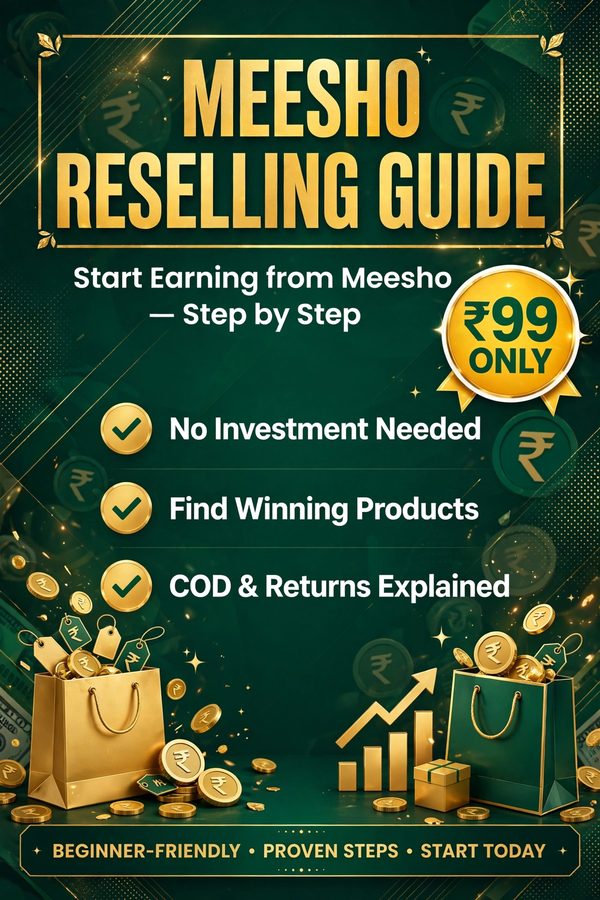 MEESHO
RESELLING GUIDE
Start Earning from Meesho
— Step by Step
₹99
ONLY
No Investment Needed
Find Winning Products
COD & Returns Explained
BEGINNER-FRIENDLY • PROVEN STEPS • START TODAY